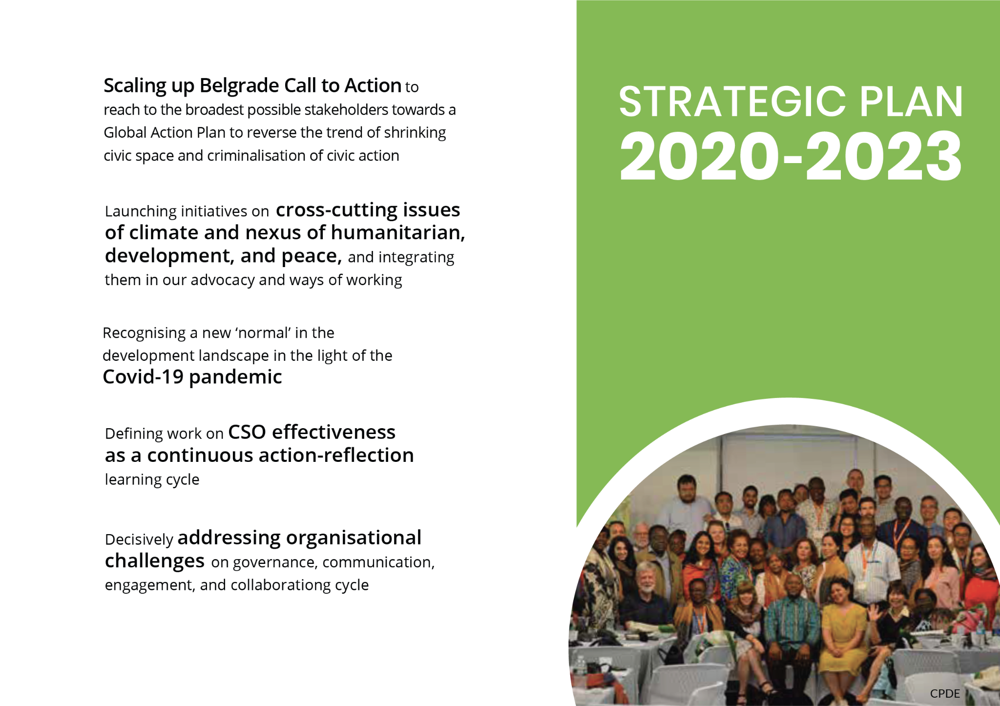 Scaling up Belgrade Call to Action to
reach to the broadest possible stakeholders towards a
Global Action Plan to reverse the trend of shrinking
civic space and criminalisation of civic action
Launching initiatives on cross-cutting issues
of climate and nexus of humanitarian,
development, and peace, and integrating
them in our advocacy and ways of working
Recognising a new ‘normal’ in the
development landscape in the light of the
Covid-19 pandemic
Defining work on CSO effectiveness
as a continuous action-reflection
learning cycle
Decisively addressing organisational
challenges on governance, communication,
engagement, and collaborationg cycle
STRATEGIC PLAN
2020-2023
CPDE